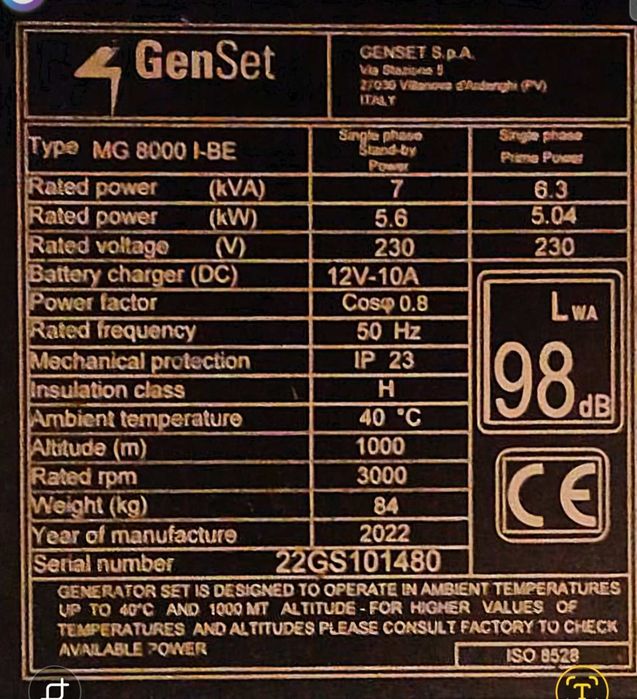 GenSet
GENSET S.p.A.
Via Stazione 5
27030 Villanova d'Ardenghi (PV)
ITALY
Type MG 8000 I-BE Single phase Stand-by Power Single phase Prime Power
Rated power (kVA) 7 6.3
Rated power (kW) 5.6 5.04
Rated voltage (V) 230 230
Battery charger (DC) 12V-10A
Power factor Cosφ 0.8
Rated frequency 50 Hz
Mechanical protection IP 23
Insulation class H
Ambient temperature 40 °C
Altitude (m) 1000
Rated rpm 3000
Weight (kg) 84
Year of manufacture 2022
Serial number 22GS101480
LWA
98 dB
CE
GENERATOR SET IS DESIGNED TO OPERATE IN AMBIENT TEMPERATURES
UP TO 40°C AND 1000 MT ALTITUDE - FOR HIGHER VALUES OF
TEMPERATURES AND ALTITUDES PLEASE CONSULT FACTORY TO CHECK
AVAILABLE POWER
ISO 8528